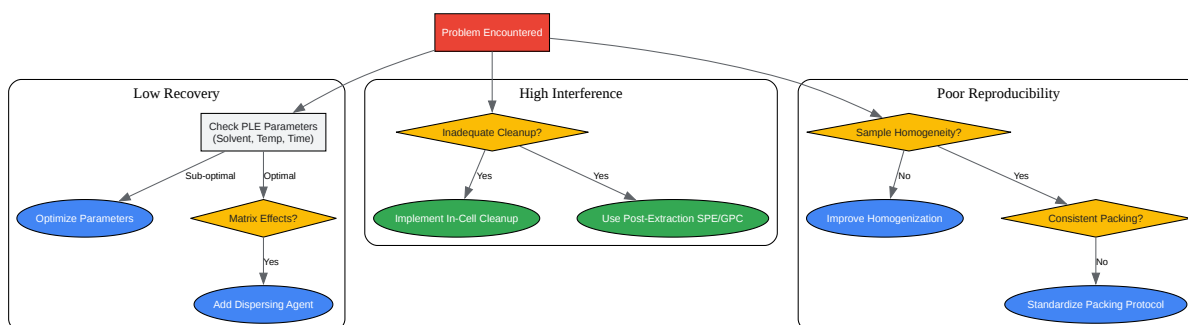 Problem Encountered
Low Recovery
High Interference
Poor Reproducibility
Check PLE Parameters
(Solvent, Temp, Time)
Inadequate Cleanup?
Sample Homogeneity?
Sub-optimal
Optimal
Yes
Yes
No
Yes
Optimize Parameters
Matrix Effects?
Implement In-Cell Cleanup
Use Post-Extraction SPE/GPC
Improve Homogenization
Consistent Packing?
Yes
No
Add Dispersing Agent
Standardize Packing Protocol